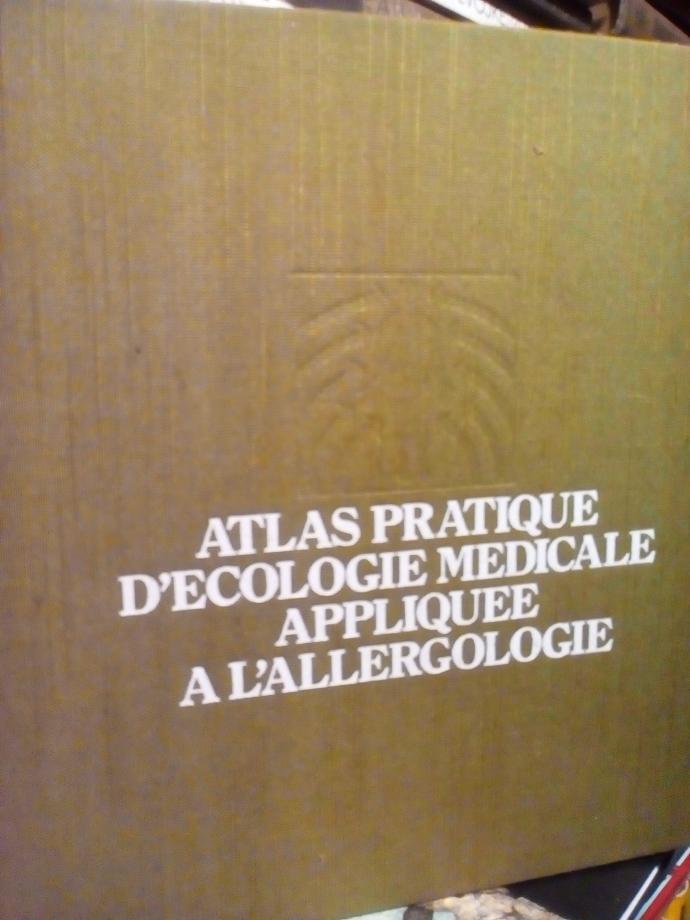 ATLAS PRATIQUE
D'ECOLOGIE MEDICALE
APPLIQUEE
A L'ALLERGOLOGIE